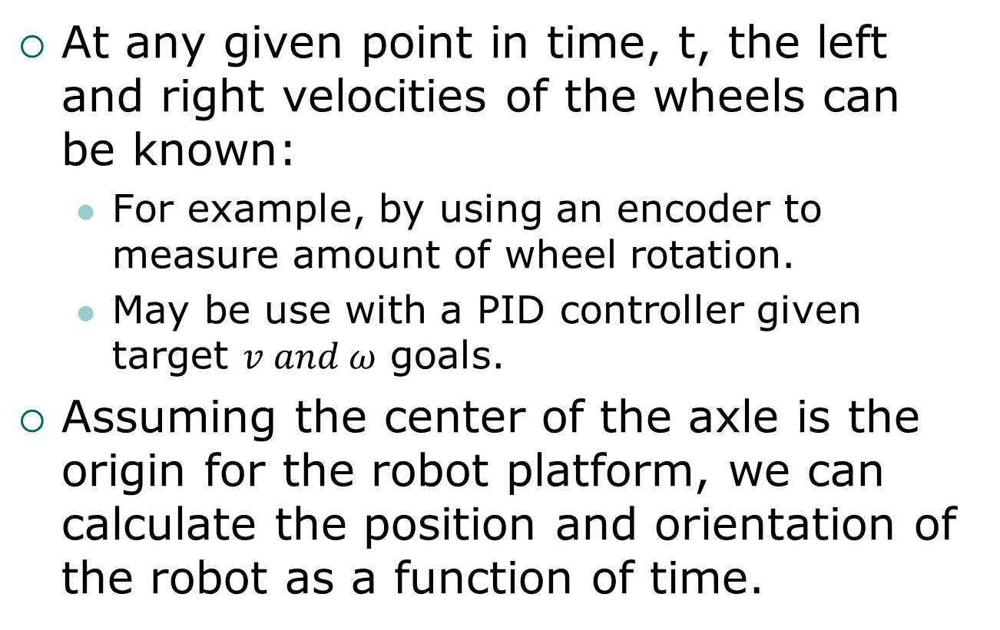 At any given point in time, t, the left
and right velocities of the wheels can
be known:
For example, by using an encoder to
measure amount of wheel rotation.
May be use with a PID controller given
target v and ω goals.
Assuming the center of the axle is the
origin for the robot platform, we can
calculate the position and orientation of
the robot as a function of time.